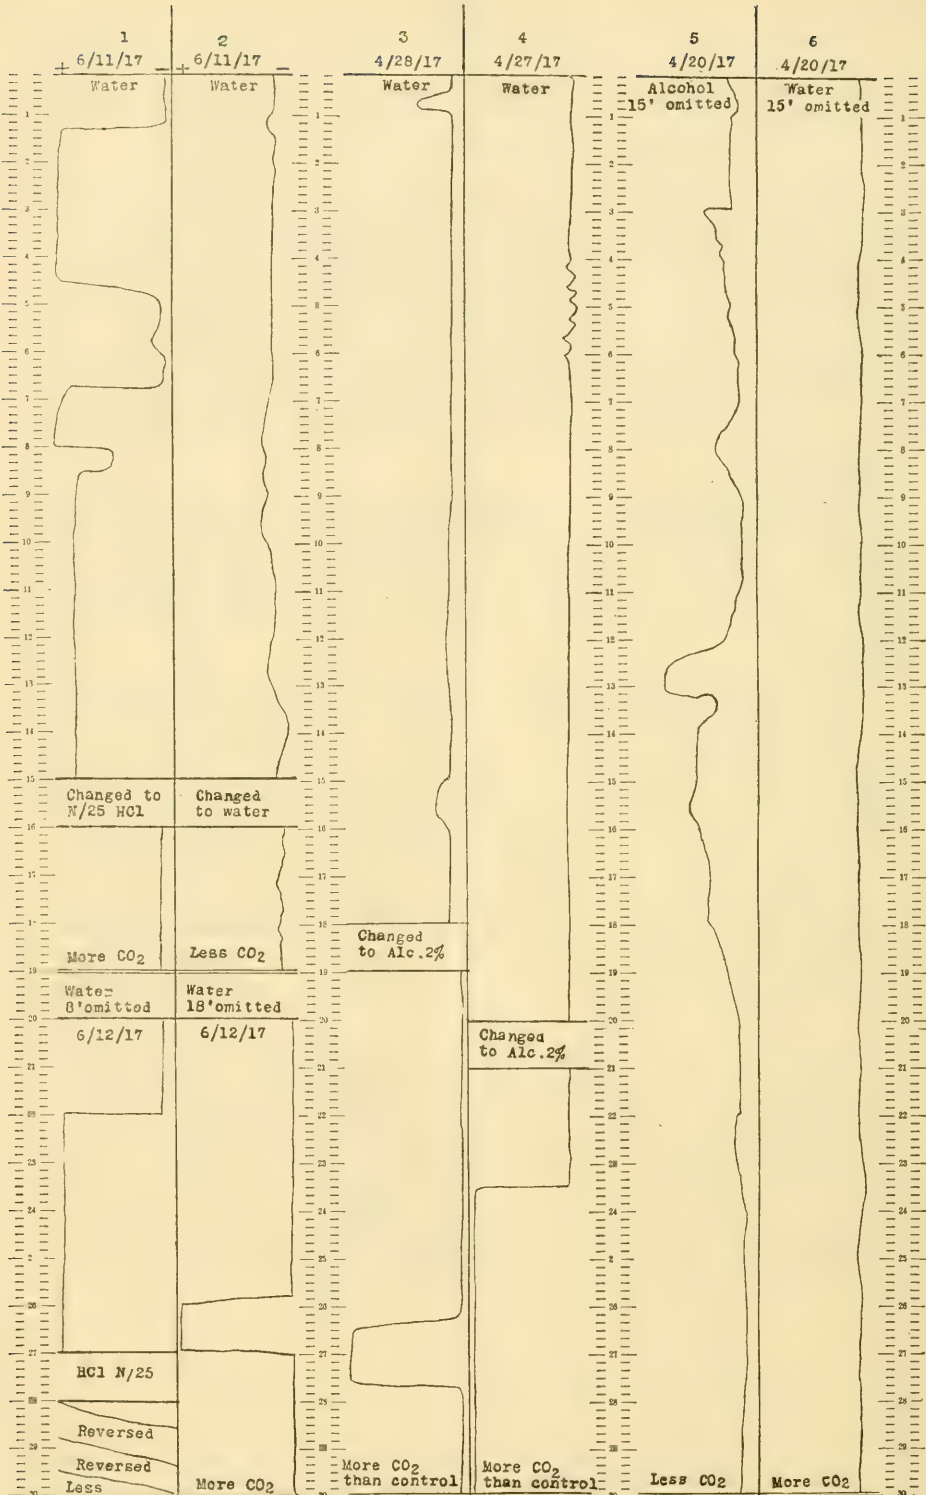 1 2 3 4 5 6
+ 6/11/17 − + 6/11/17 − 4/28/17 4/27/17 4/20/17 4/20/17
Water Water Water Water Alcohol Water
15' omitted 15' omitted
Changed to Changed
N/25 HCl to water
More CO₂ Less CO₂
Changed
to Alc.2%
Water Water
8'omitted 18'omitted
6/12/17 6/12/17
Changed
to Alc.2%
HCl N/25
Reversed
Reversed
Less More CO₂
More CO₂ More CO₂
than control than control
Less CO₂ More CO₂